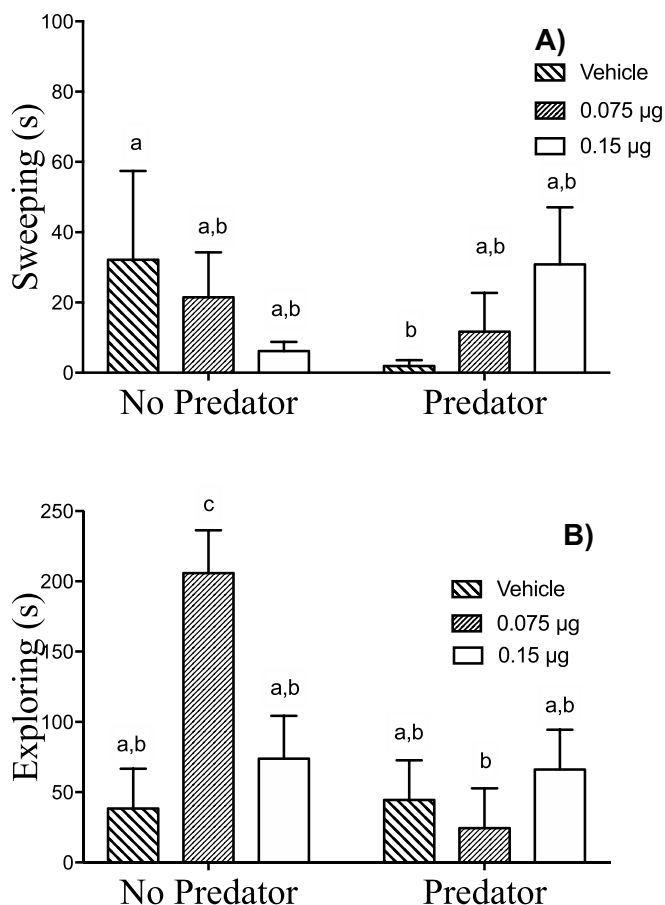 100
A)
80
Vehicle
0.075 µg
0.15 µg
60
40
20
0
Sweeping (s)
a
a,b
a,b
b
a,b
a,b
No Predator Predator
250
c
B)
200
Vehicle
0.075 µg
0.15 µg
150
100
50
0
Exploring (s)
a,b
a,b
a,b
b
a,b
No Predator Predator